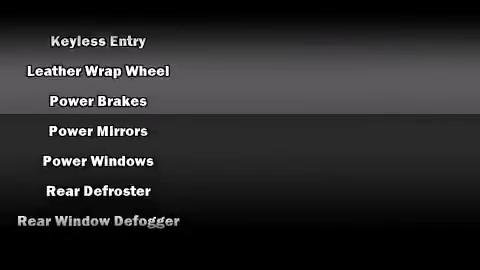 Keyless Entry
Leather Wrap Wheel
Power Brakes
Power Mirrors
Power Windows
Rear Defroster
Rear Window Defogger